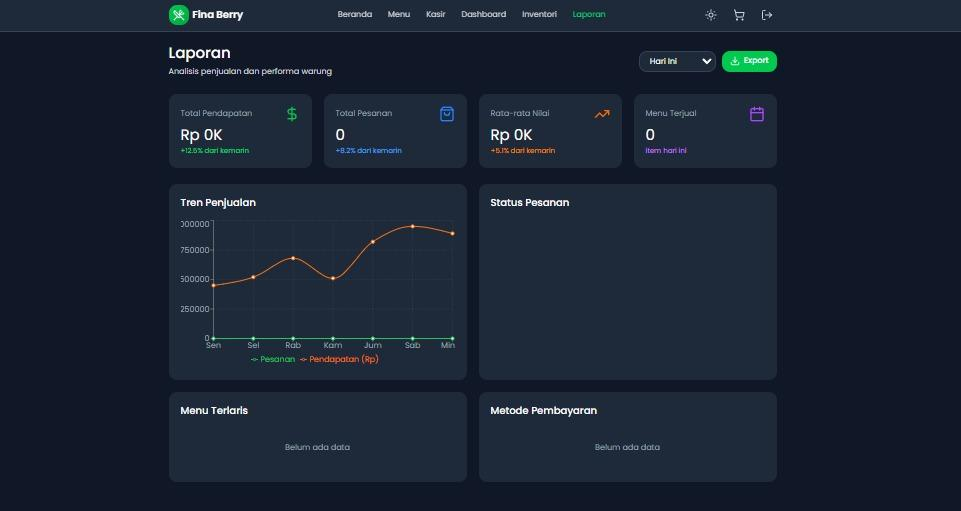 Fina Berry
Beranda Menu Kasir Dashboard Inventori Laporan
Laporan
Analisis penjualan dan performa warung
Hari Ini
Export
Total Pendapatan
Rp 0K
+12.5% dari kemarin
Total Pesanan
0
+8.2% dari kemarin
Rata-rata Nilai
Rp 0K
+5.1% dari kemarin
Menu Terjual
0
item hari ini
Tren Penjualan
000000
750000
500000
250000
0
Sen Sel Rab Kam Jum Sab Min
Pesanan Pendapatan (Rp)
Status Pesanan
Menu Terlaris
Belum ada data
Metode Pembayaran
Belum ada data